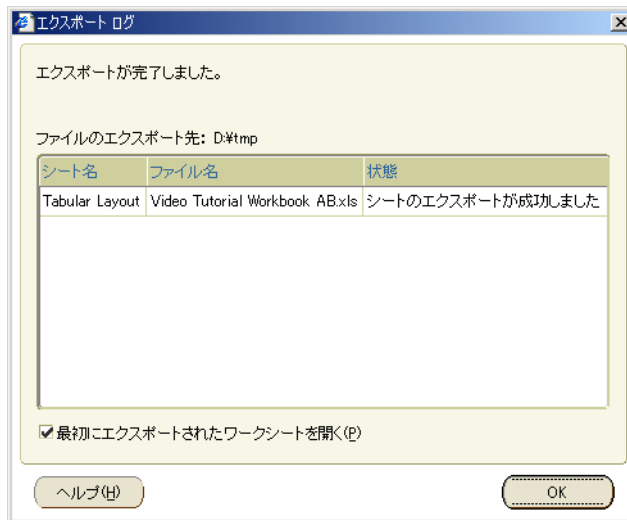 エクスポート ログ
エクスポートが完了しました。
ファイルのエクスポート先: D:¥tmp
シート名 ファイル名 状態
Tabular Layout Video Tutorial Workbook AB.xls シートのエクスポートが成功しました
最初にエクスポートされたワークシートを開く(P)
ヘルプ(H) OK